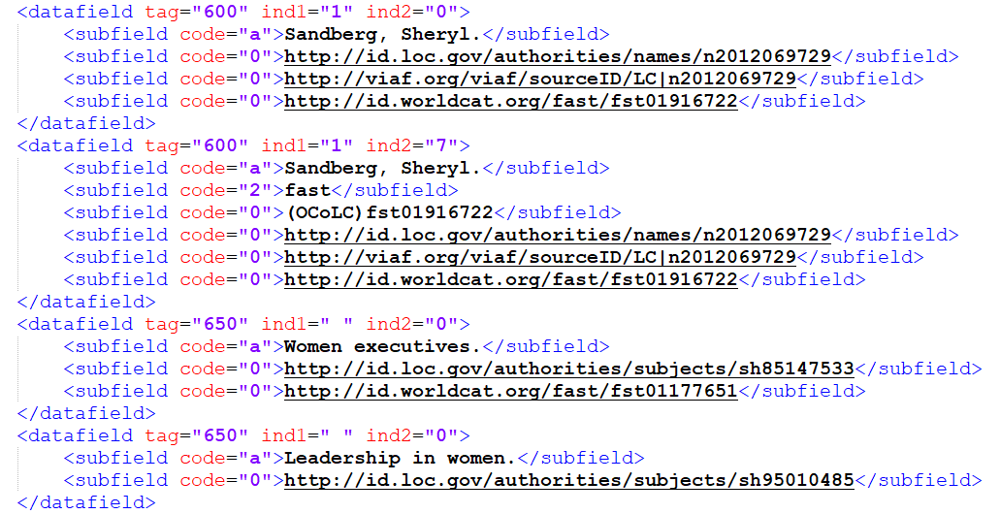 <datafield tag="600" ind1="1" ind2="0">
    <subfield code="a">Sandberg, Sheryl.</subfield>
    <subfield code="0">http://id.loc.gov/authorities/names/n2012069729</subfield>
    <subfield code="0">http://viaf.org/viaf/sourceID/LC|n2012069729</subfield>
    <subfield code="0">http://id.worldcat.org/fast/fst01916722</subfield>
</datafield>
<datafield tag="600" ind1="1" ind2="7">
    <subfield code="a">Sandberg, Sheryl.</subfield>
    <subfield code="2">fast</subfield>
    <subfield code="0">(OCoLC)fst01916722</subfield>
    <subfield code="0">http://id.loc.gov/authorities/names/n2012069729</subfield>
    <subfield code="0">http://viaf.org/viaf/sourceID/LC|n2012069729</subfield>
    <subfield code="0">http://id.worldcat.org/fast/fst01916722</subfield>
</datafield>
<datafield tag="650" ind1=" " ind2="0">
    <subfield code="a">Women executives.</subfield>
    <subfield code="0">http://id.loc.gov/authorities/subjects/sh85147533</subfield>
    <subfield code="0">http://id.worldcat.org/fast/fst01177651</subfield>
</datafield>
<datafield tag="650" ind1=" " ind2="0">
    <subfield code="a">Leadership in women.</subfield>
    <subfield code="0">http://id.loc.gov/authorities/subjects/sh95010485</subfield>
</datafield>